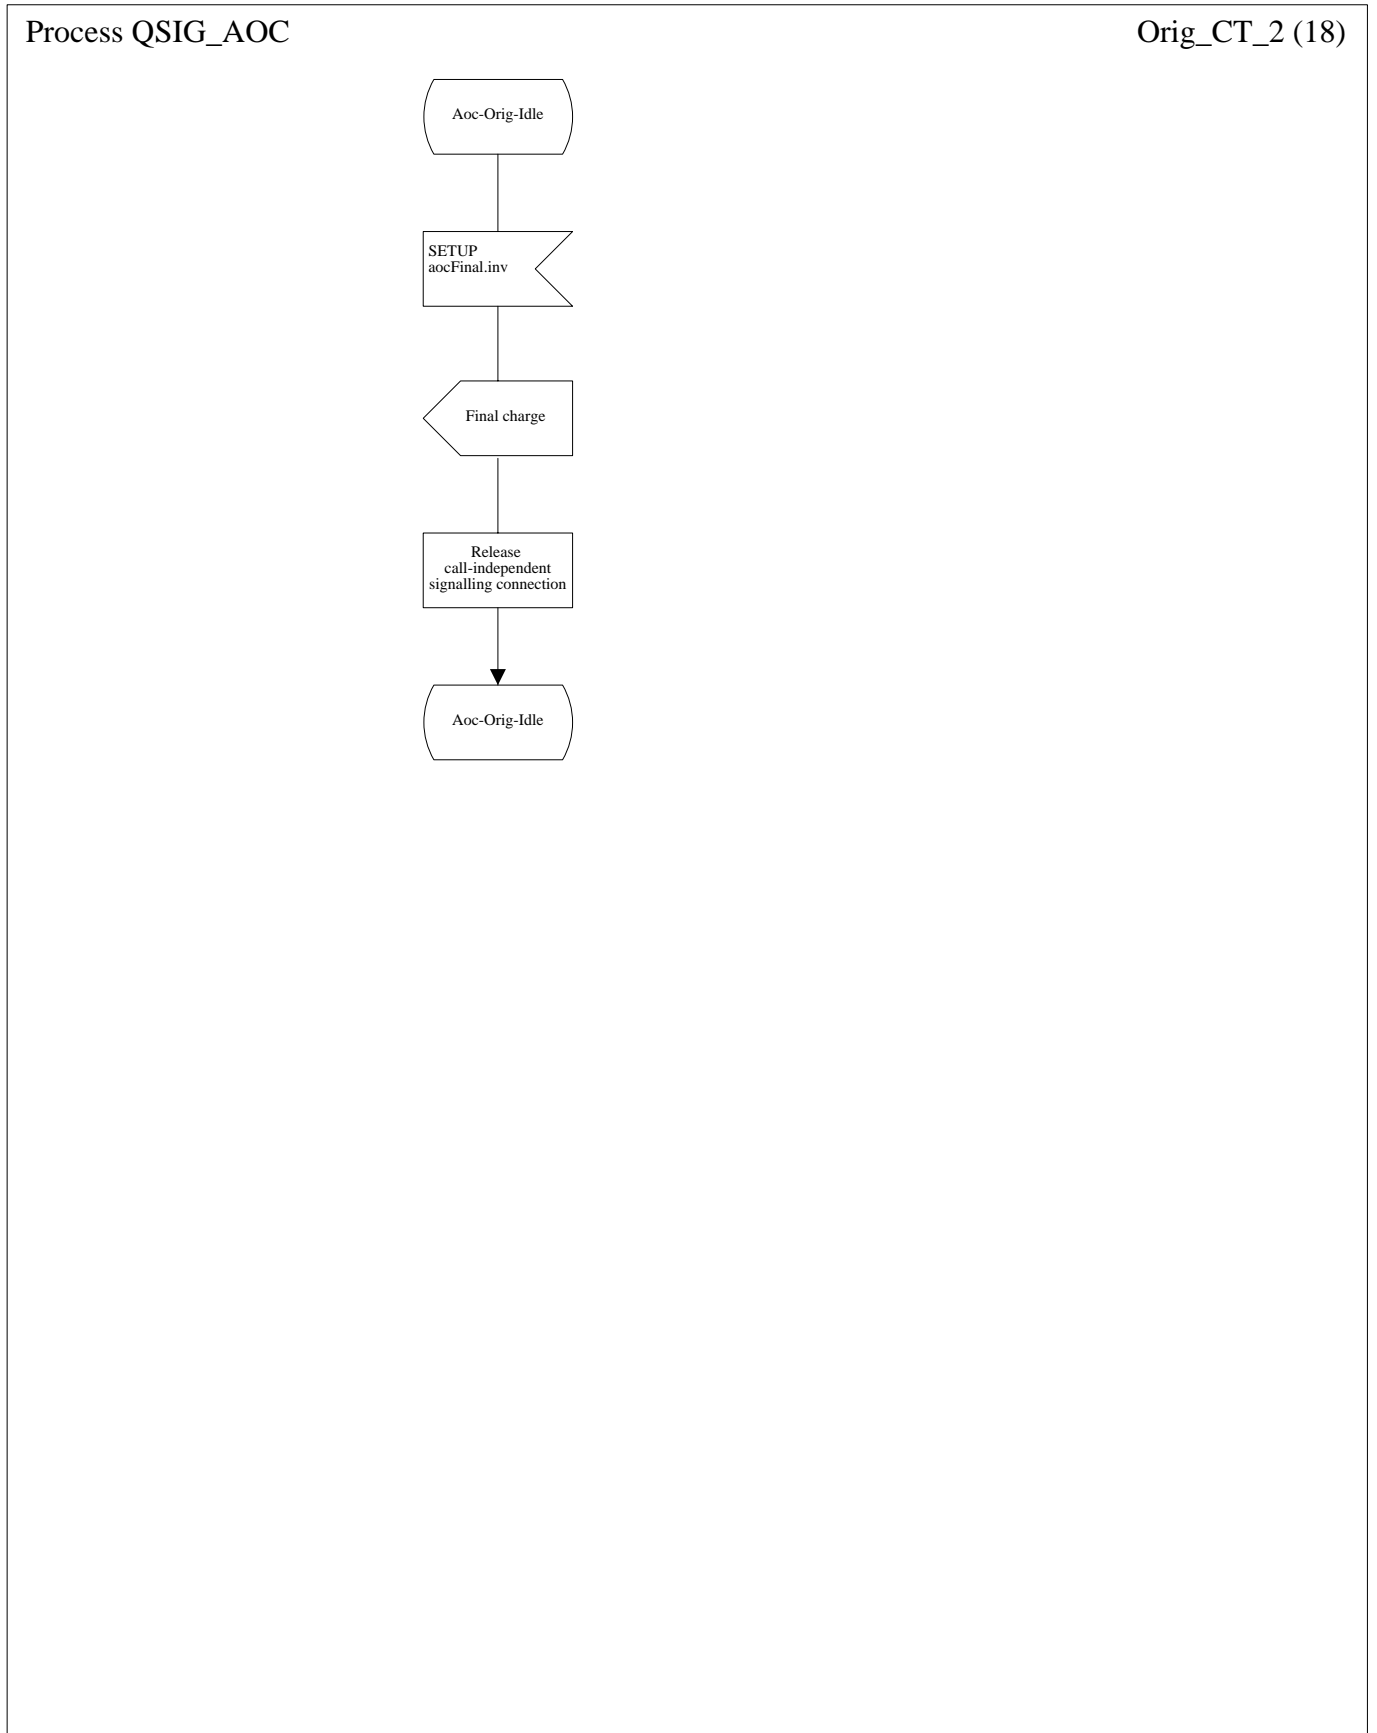 Process QSIG_AOC
Orig_CT_2 (18)
Aoc-Orig-Idle
SETUP
aocFinal.inv
Final charge
Release
call-independent
signalling connection
Aoc-Orig-Idle